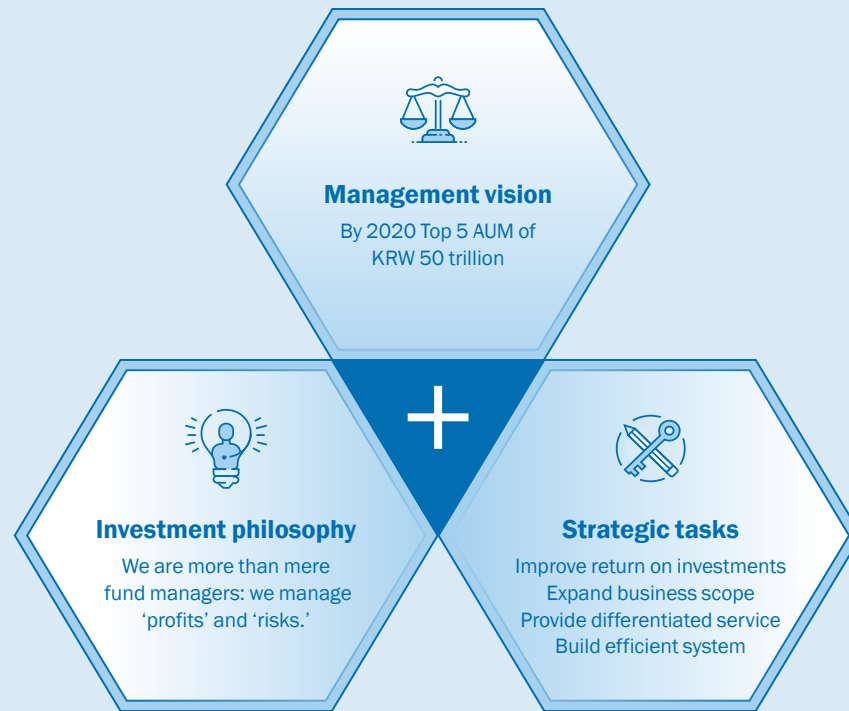 Management vision
By 2020 Top 5 AUM of
KRW 50 trillion
Investment philosophy
We are more than mere
fund managers: we manage
‘profits’ and ‘risks.’
Strategic tasks
Improve return on investments
Expand business scope
Provide differentiated service
Build efficient system